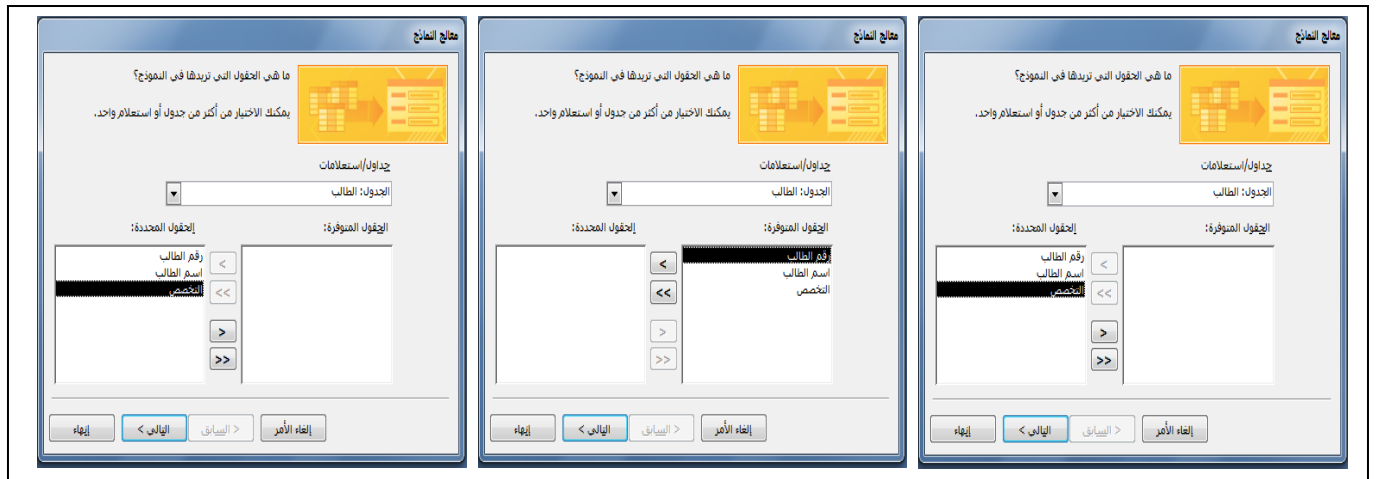 معالج النماذج
ما هي الحقول التي تريدها في النموذج؟
يمكنك الاختيار من أكثر من جدول أو استعلام واحد.
جداول/استعلامات
الجدول: الطالب
الحقول المتوفرة:
الحقول المحددة:
رقم الطالب
اسم الطالب
التخصص
>
>>
<
<<
إلغاء الأمر
< السابق
التالي >
إنهاء
معالج النماذج
ما هي الحقول التي تريدها في النموذج؟
يمكنك الاختيار من أكثر من جدول أو استعلام واحد.
جداول/استعلامات
الجدول: الطالب
الحقول المتوفرة:
الحقول المحددة:
رقم الطالب
اسم الطالب
التخصص
>
>>
<
<<
إلغاء الأمر
< السابق
التالي >
إنهاء
معالج النماذج
ما هي الحقول التي تريدها في النموذج؟
يمكنك الاختيار من أكثر من جدول أو استعلام واحد.
جداول/استعلامات
الجدول: الطالب
الحقول المتوفرة:
الحقول المحددة:
رقم الطالب
اسم الطالب
التخصص
>
>>
<
<<
إلغاء الأمر
< السابق
التالي >
إنهاء